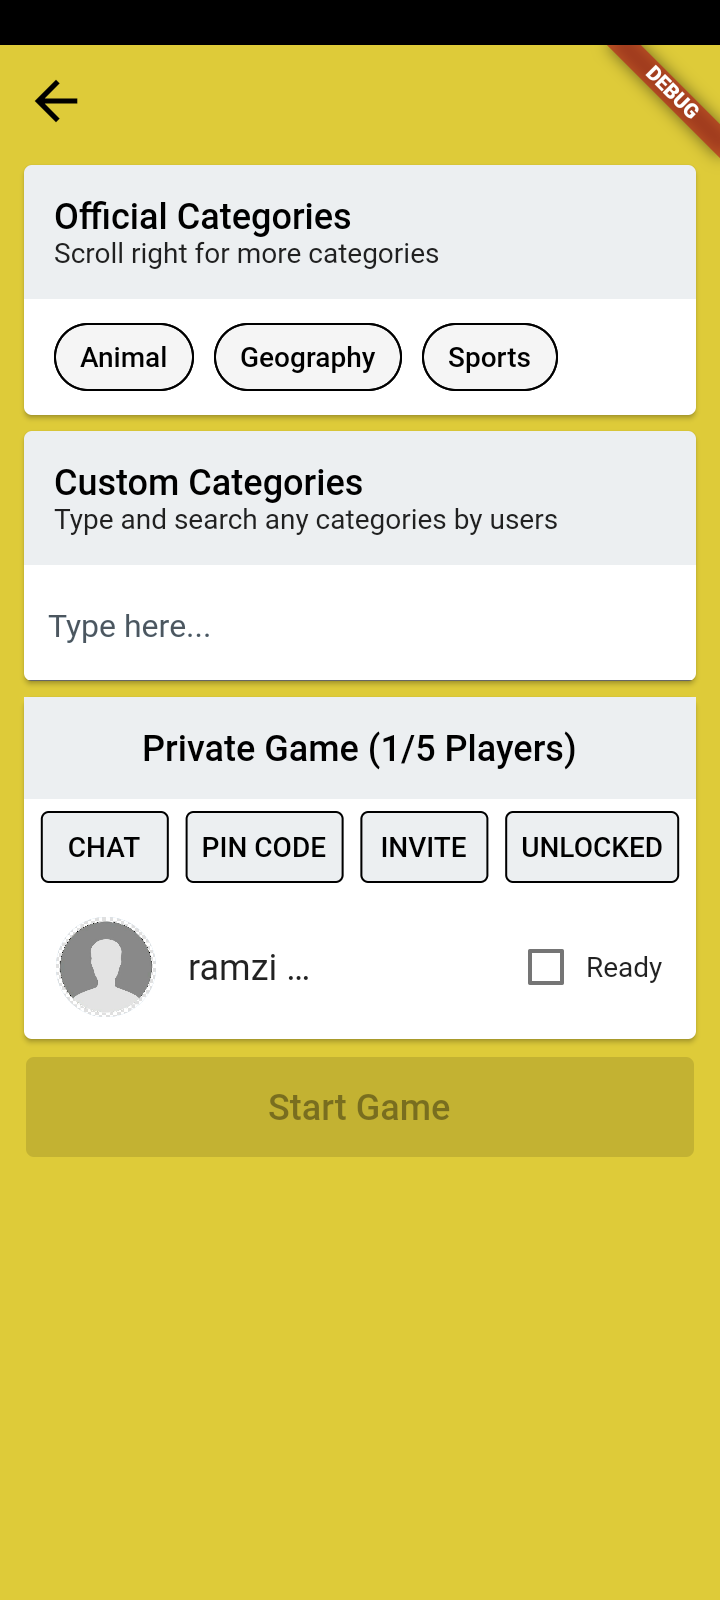 DEBUG
Official Categories
Scroll right for more categories
Animal Geography Sports
Custom Categories
Type and search any categories by users
Type here...
Private Game (1/5 Players)
CHAT PIN CODE INVITE UNLOCKED
ramzi ... Ready
Start Game